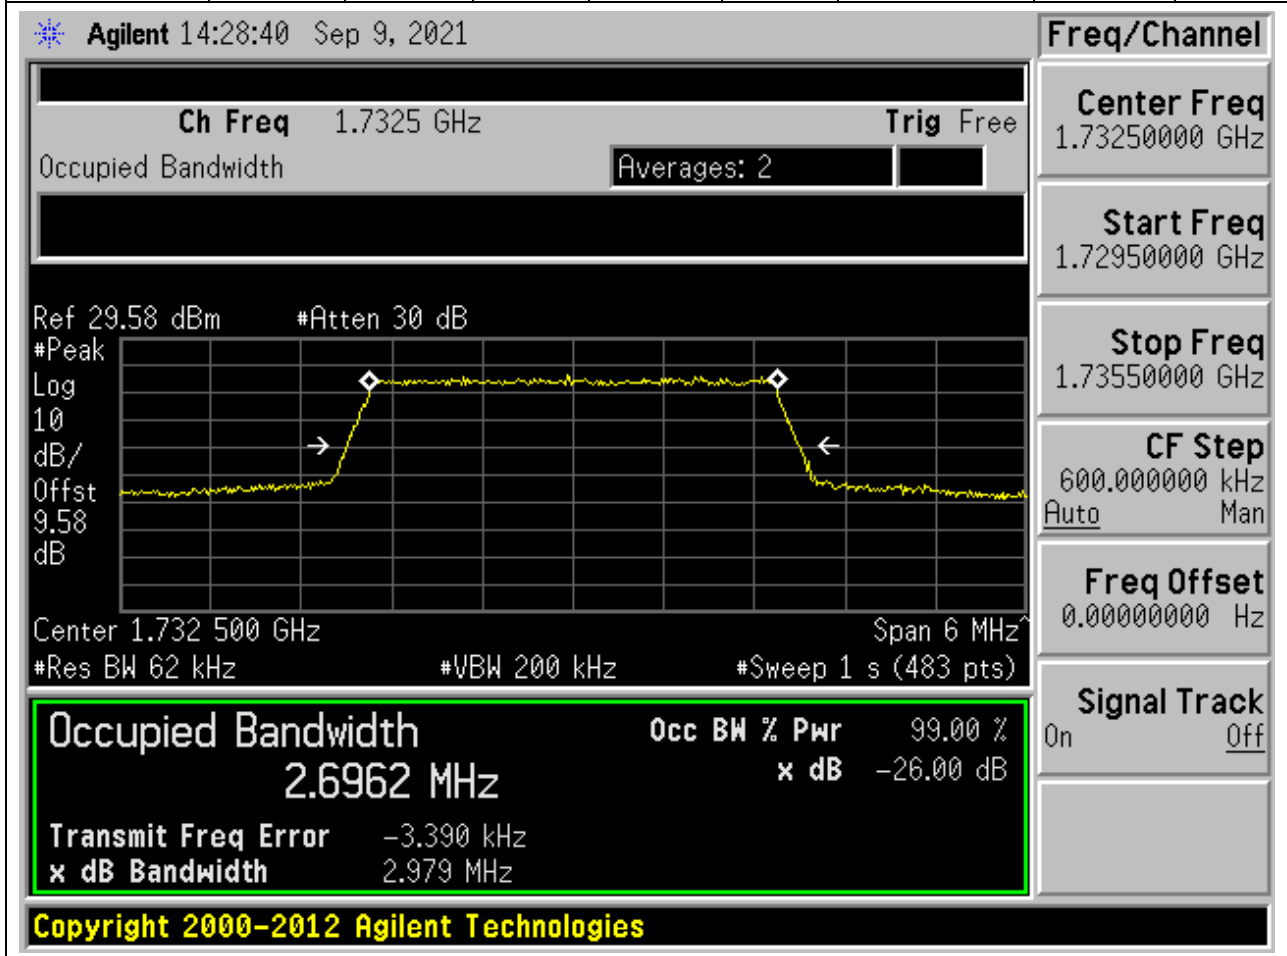 Agilent 14:28:40 Sep 9, 2021
Freq/Channel
Ch Freq 1.7325 GHz Trig Free
Occupied Bandwidth Averages: 2
Ref 29.58 dBm #Atten 30 dB
#Peak
Log
10
dB/
Offst
9.58
dB
Center 1.732 500 GHz Span 6 MHz^
#Res BW 62 kHz #VBW 200 kHz #Sweep 1 s (483 pts)
Occupied Bandwidth Occ BW % Pwr 99.00 %
2.6962 MHz x dB -26.00 dB
Transmit Freq Error -3.390 kHz
x dB Bandwidth 2.979 MHz
Copyright 2000-2012 Agilent Technologies
Center Freq
1.73250000 GHz
Start Freq
1.72950000 GHz
Stop Freq
1.73550000 GHz
CF Step
600.000000 kHz
Auto Man
Freq Offset
0.00000000 Hz
Signal Track
On Off